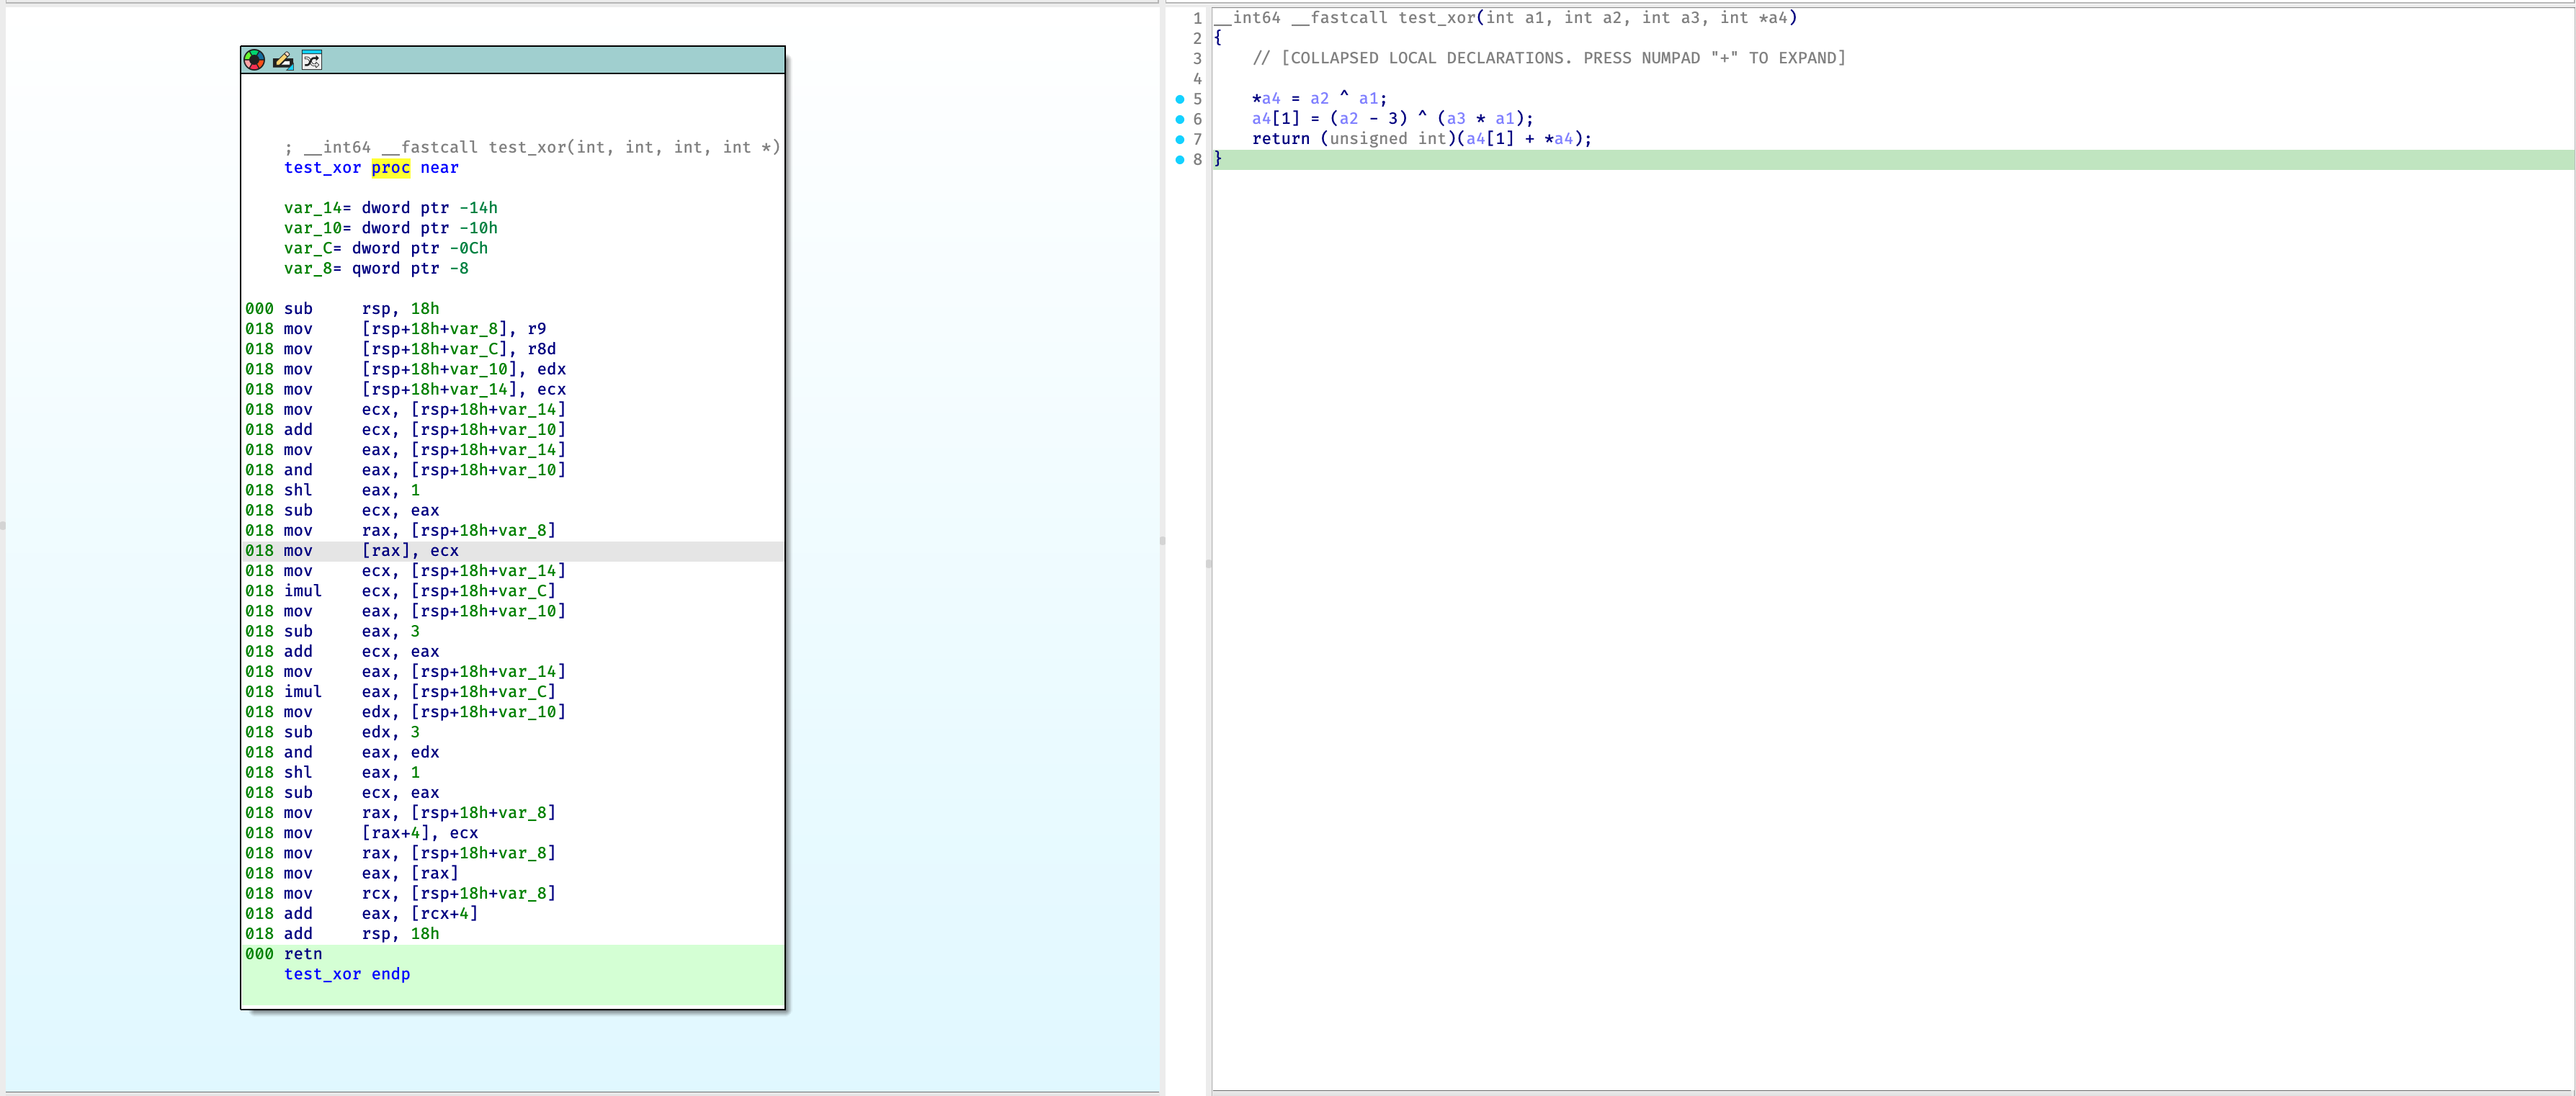 ; __int64 __fastcall test_xor(int, int, int, int *)
test_xor proc near
var_14= dword ptr -14h
var_10= dword ptr -10h
var_C= dword ptr -0Ch
var_8= qword ptr -8
000 sub rsp, 18h
018 mov [rsp+18h+var_8], r9
018 mov [rsp+18h+var_C], r8d
018 mov [rsp+18h+var_10], edx
018 mov [rsp+18h+var_14], ecx
018 mov ecx, [rsp+18h+var_14]
018 add ecx, [rsp+18h+var_10]
018 mov eax, [rsp+18h+var_14]
018 and eax, [rsp+18h+var_10]
018 shl eax, 1
018 sub ecx, eax
018 mov rax, [rsp+18h+var_8]
018 mov [rax], ecx
018 mov ecx, [rsp+18h+var_14]
018 imul ecx, [rsp+18h+var_C]
018 mov eax, [rsp+18h+var_10]
018 sub eax, 3
018 add ecx, eax
018 mov eax, [rsp+18h+var_14]
018 imul eax, [rsp+18h+var_C]
018 mov edx, [rsp+18h+var_10]
018 sub edx, 3
018 and eax, edx
018 shl eax, 1
018 sub ecx, eax
018 mov rax, [rsp+18h+var_8]
018 mov [rax+4], ecx
018 mov rax, [rsp+18h+var_8]
018 mov eax, [rax]
018 mov rcx, [rsp+18h+var_8]
018 add eax, [rcx+4]
018 add rsp, 18h
000 retn
test_xor endp
1 __int64 __fastcall test_xor(int a1, int a2, int a3, int *a4)
2 {
3 // [COLLAPSED LOCAL DECLARATIONS. PRESS NUMPAD "+" TO EXPAND]
4
5 *a4 = a2 ^ a1;
6 a4[1] = (a2 - 3) ^ (a3 * a1);
7 return (unsigned int)(a4[1] + *a4);
8 }